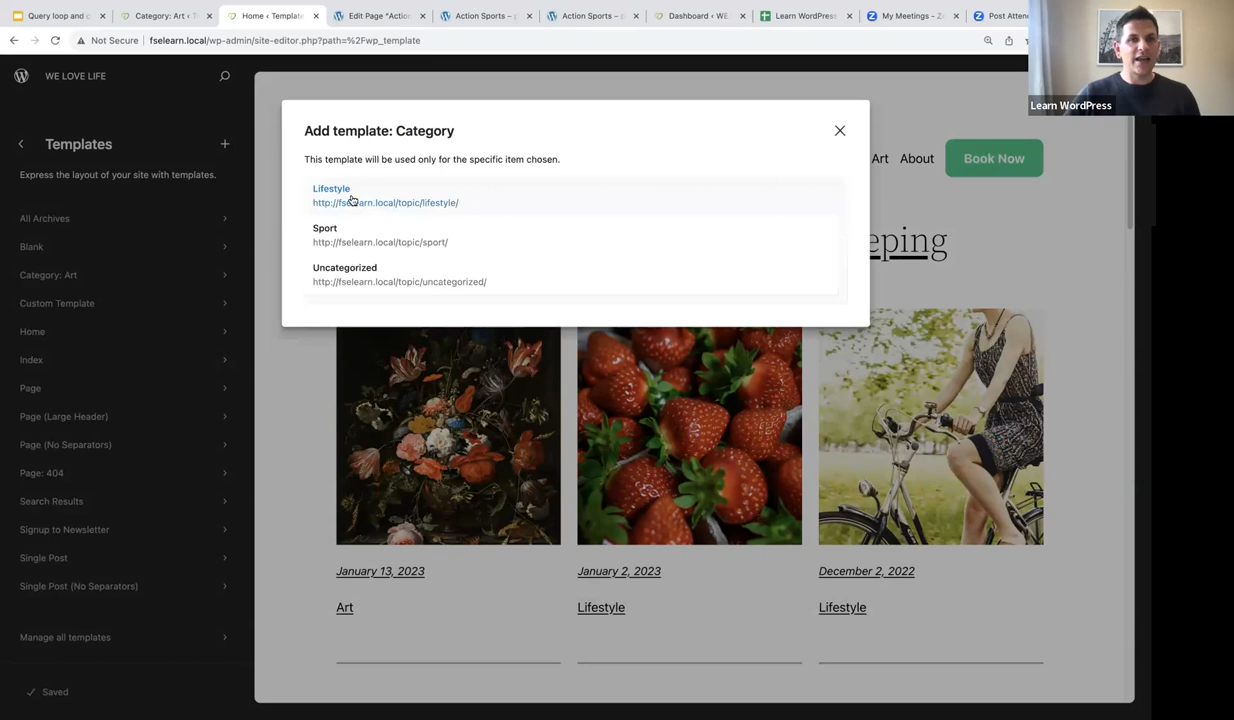 Query loop and c
Category: Art ‹ T
Home ‹ Template
Edit Page "Action
Action Sports – p
Action Sports – p
Dashboard ‹ WE
Learn WordPress
My Meetings - Z
Post Attend
Not Secure
fselearn.local/wp-admin/site-editor.php?path=%2Fwp_template
Learn WordPress
WE LOVE LIFE
Templates
Express the layout of your site with templates.
All Archives
Blank
Category: Art
Custom Template
Home
Index
Page
Page (Large Header)
Page (No Separators)
Page: 404
Search Results
Signup to Newsletter
Single Post
Single Post (No Separators)
Manage all templates
Saved
Add template: Category
This template will be used only for the specific item chosen.
Lifestyle
http://fselearn.local/topic/lifestyle/
Sport
http://fselearn.local/topic/sport/
Uncategorized
http://fselearn.local/topic/uncategorized/
Art About Book Now
eping
January 13, 2023
January 2, 2023
December 2, 2022
Art
Lifestyle
Lifestyle